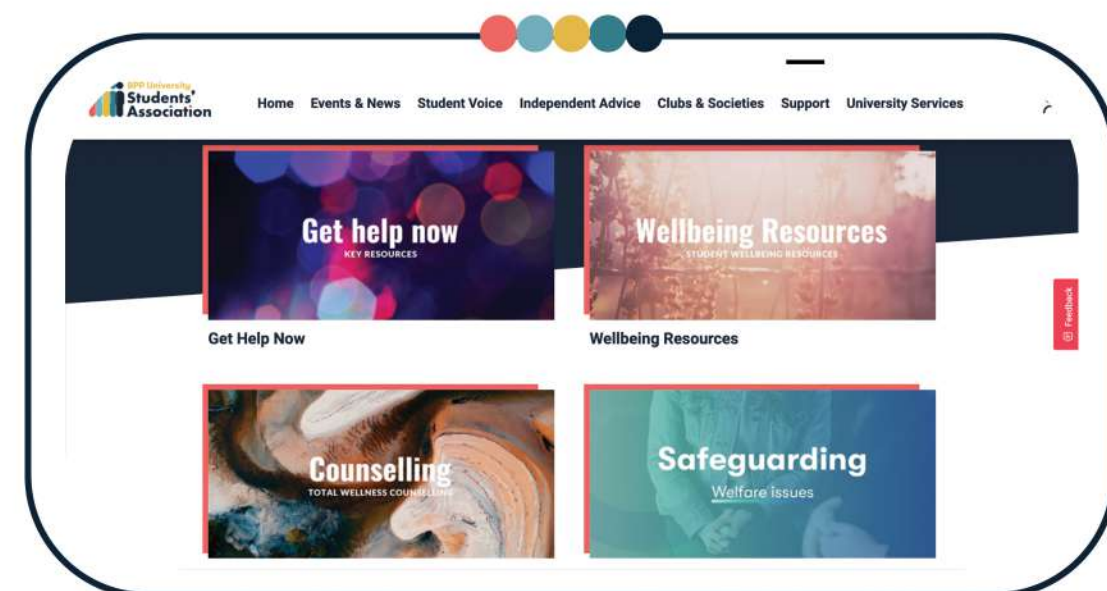 BPP University
Students'
Association
Home Events & News Student Voice Independent Advice Clubs & Societies Support University Services
Get help now
KEY RESOURCES
Wellbeing Resources
STUDENT WELLBEING RESOURCES
Feedback
Get Help Now
Wellbeing Resources
Counselling
TOTAL WELLNESS COUNSELLING
Safeguarding
Welfare issues